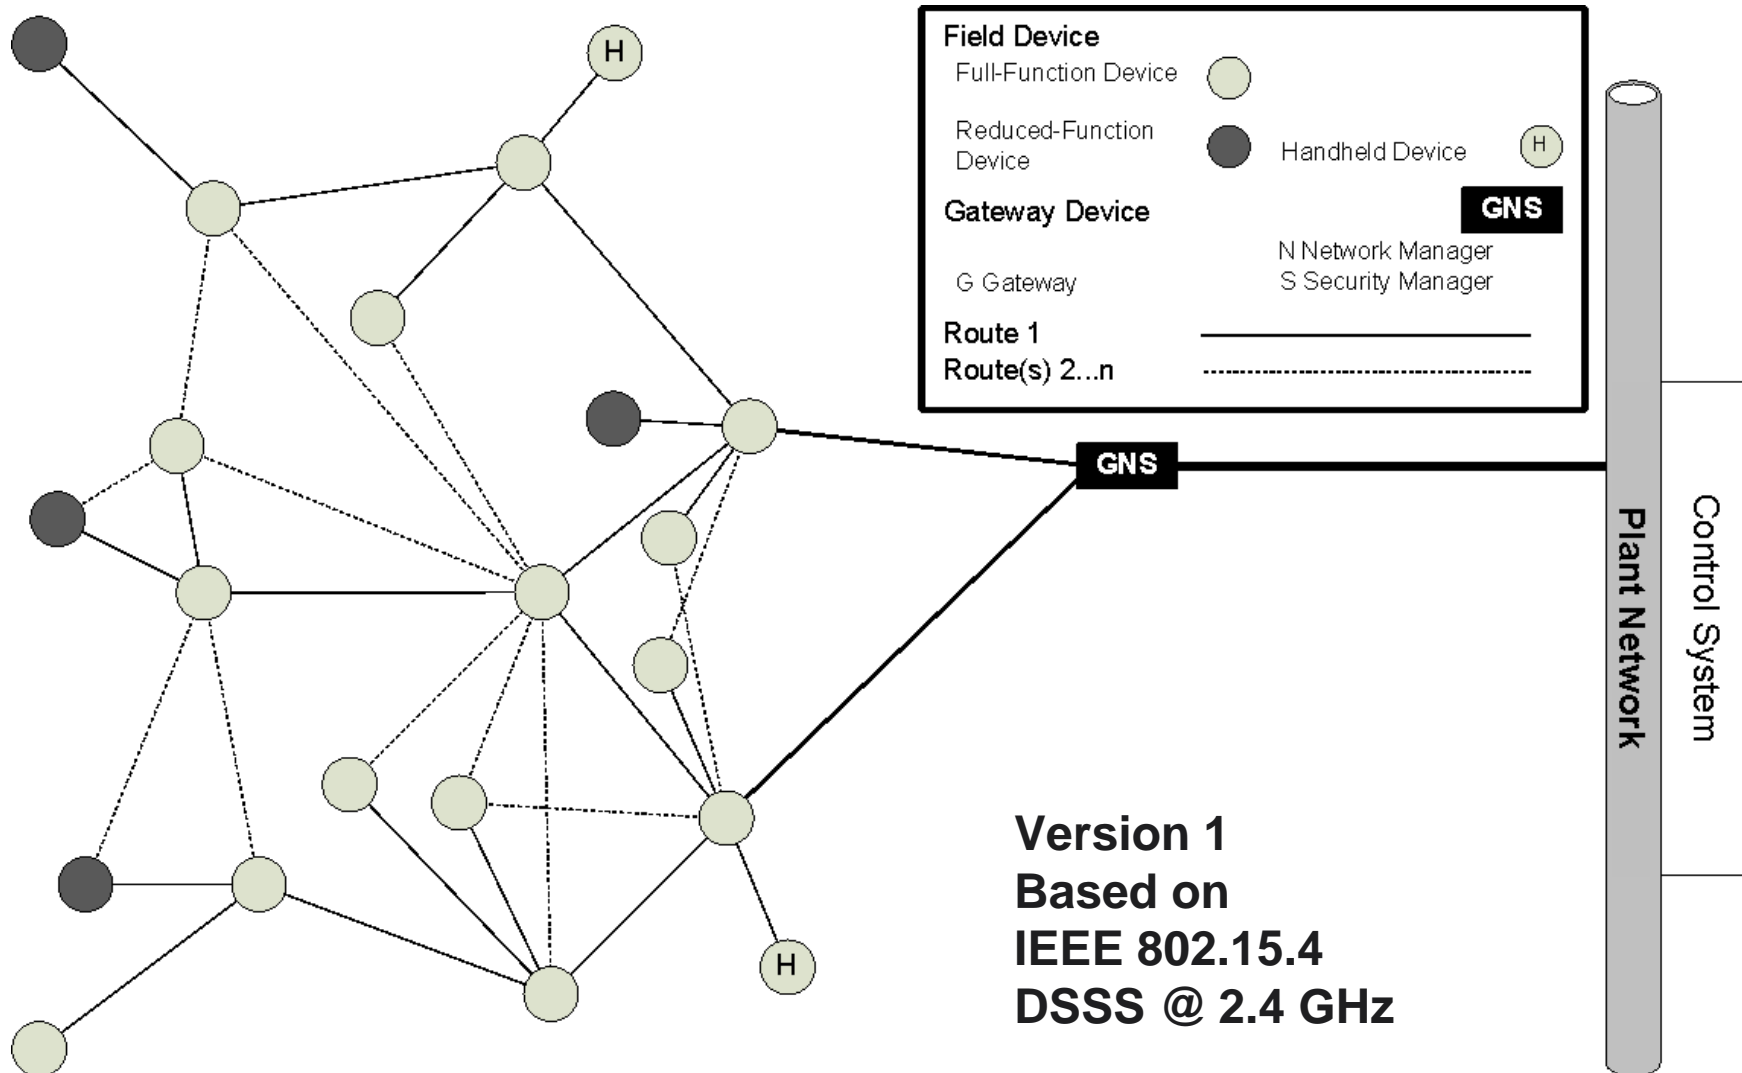 H
Field Device
Full-Function Device
Reduced-Function
Device
Handheld Device
H
Gateway Device
GNS
N Network Manager
G Gateway
S Security Manager
Route 1
Route(s) 2...n
GNS
Plant Network
Control System
H
Version 1
Based on
IEEE 802.15.4
DSSS @ 2.4 GHz